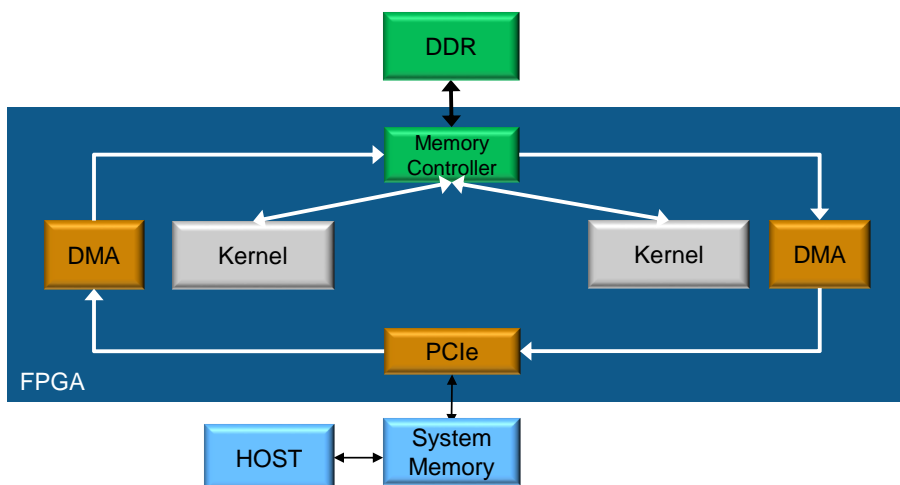 DDR
Memory
Controller
DMA
Kernel
Kernel
DMA
PCIe
FPGA
HOST
System
Memory